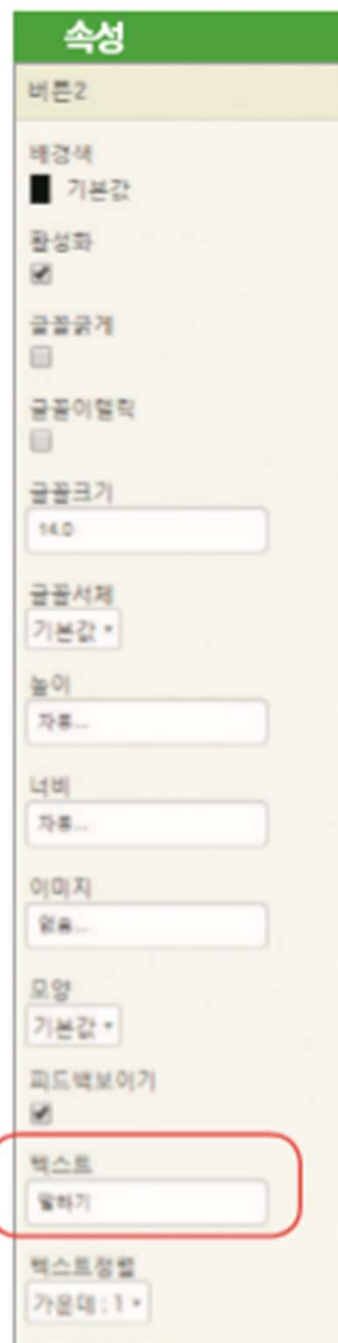 속성
버튼2
배경색
기본값
활성화
글꼴굵게
글꼴이탤릭
글꼴크기
14.0
글꼴서체
기본값
높이
자동...
너비
자동...
이미지
없음...
모양
기본값
피드백보이기
텍스트
말하기
텍스트정렬
가운데 : 1